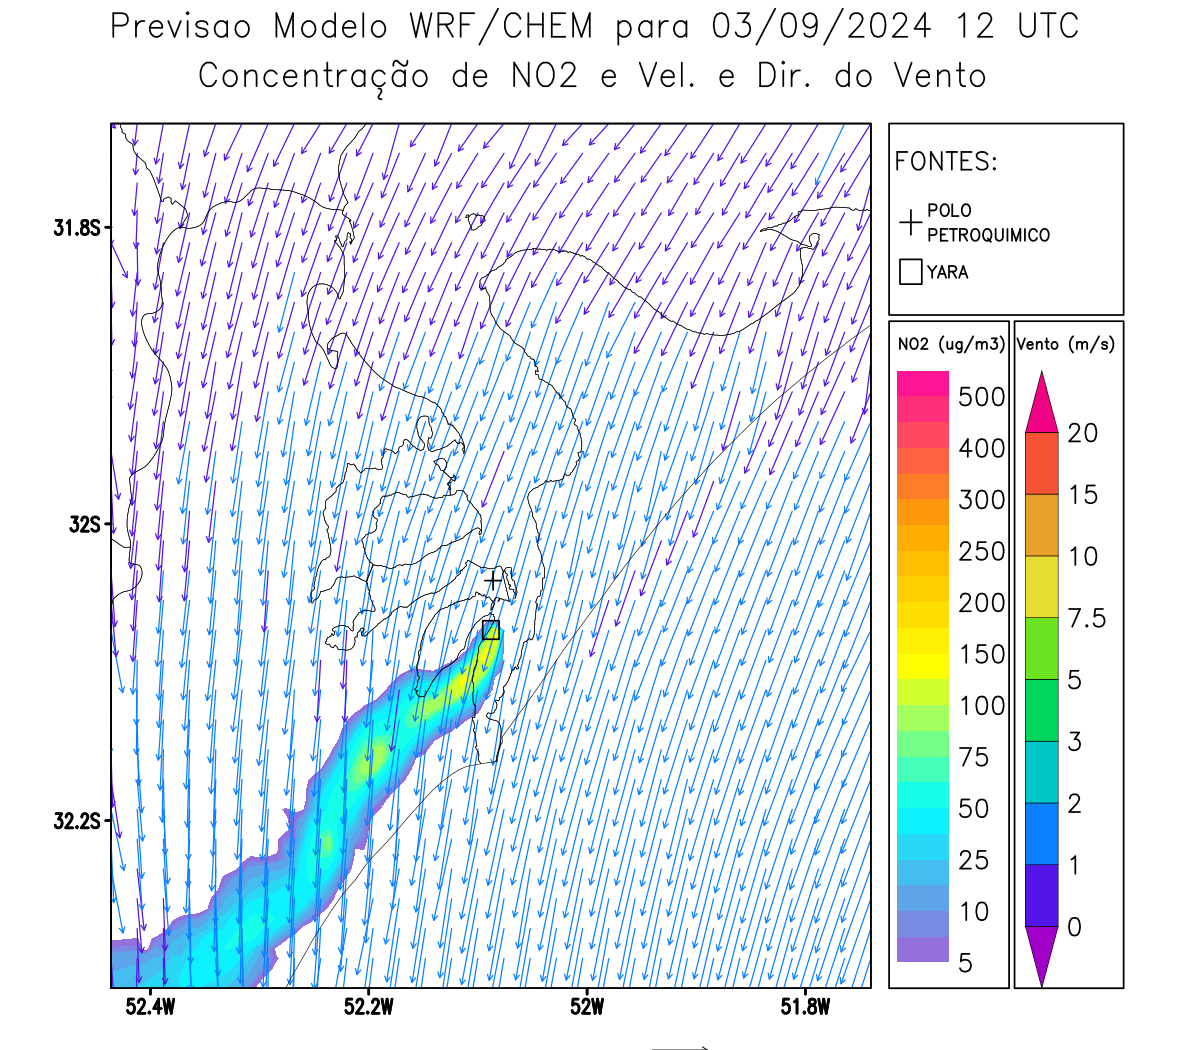 Previsao Modelo WRF/CHEM para 03/09/2024 12 UTC
Concentração de NO2 e Vel. e Dir. do Vento
31.8S
32S
32.2S
52.4W
52.2W
52W
51.8W
FONTES:
POLO
PETROQUIMICO
YARA
NO2 (ug/m3)
500
400
300
250
200
150
100
75
50
25
10
5
Vento (m/s)
20
15
10
7.5
5
3
2
1
0